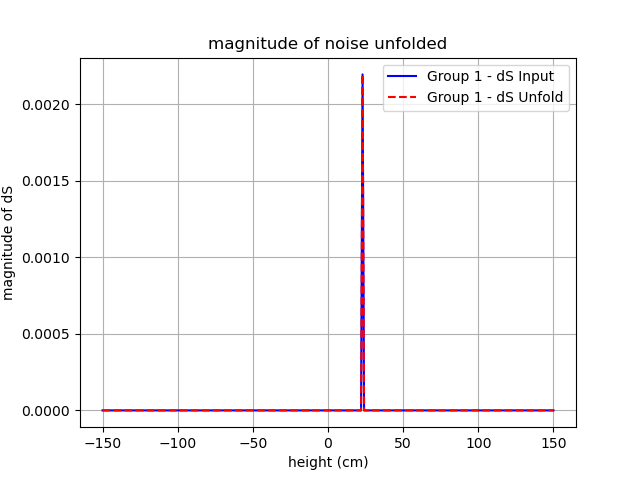 magnitude of noise unfolded
Group 1 - dS Input
Group 1 - dS Unfold
magnitude of dS
0.0020
0.0015
0.0010
0.0005
0.0000
−150 −100 −50 0 50 100 150
height (cm)